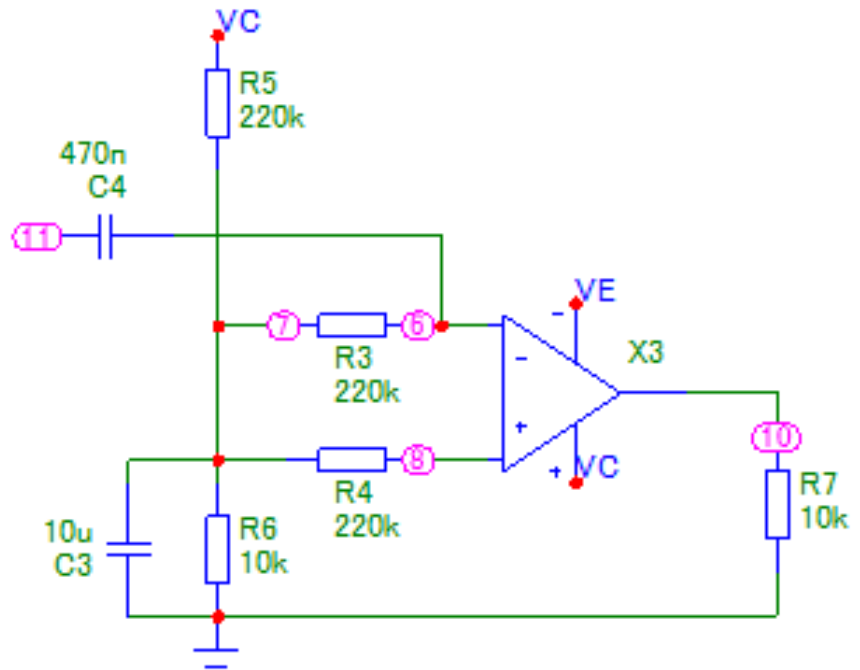 VC
R5
220k
470n
C4
11
VE
-
7
6
X3
R3
220k
-
+
8
10
+
VC
R4
220k
R7
10k
10u
C3
R6
10k